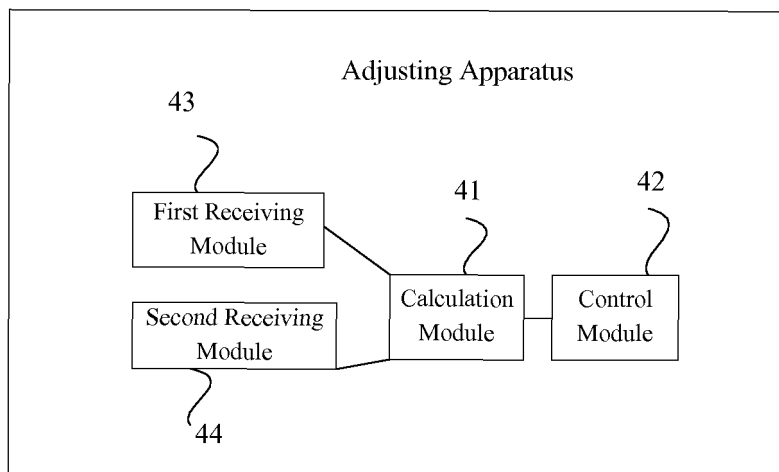 Adjusting Apparatus
43
First Receiving
Module
41
42
Calculation
Module
Control
Module
Second Receiving
Module
44